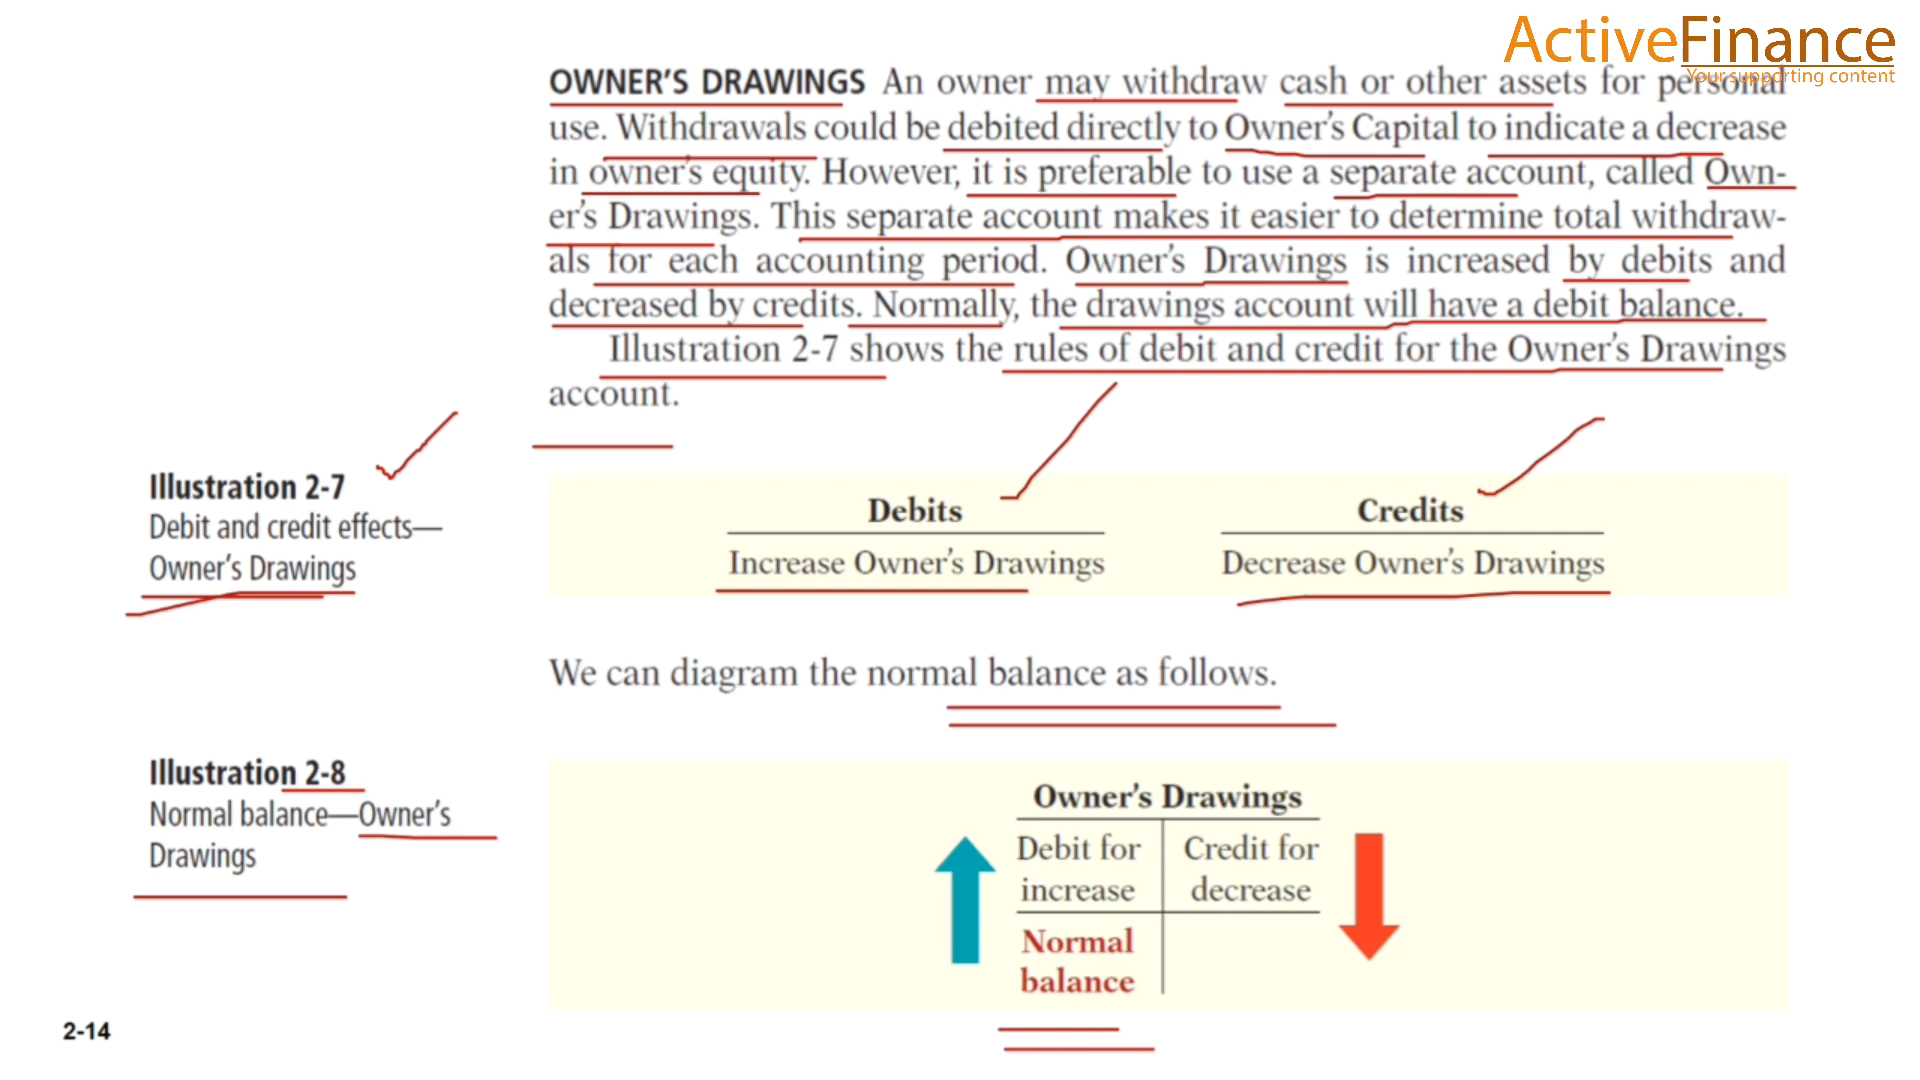 ActiveFinance
Your supporting content
OWNER'S DRAWINGS An owner may withdraw cash or other assets for personal
use. Withdrawals could be debited directly to Owner's Capital to indicate a decrease
in owner's equity. However, it is preferable to use a separate account, called Own-
er's Drawings. This separate account makes it easier to determine total withdraw-
als for each accounting period. Owner's Drawings is increased by debits and
decreased by credits. Normally, the drawings account will have a debit balance.
Illustration 2-7 shows the rules of debit and credit for the Owner's Drawings
account.
Illustration 2-7
Debit and credit effects—
Owner's Drawings
Debits Credits
Increase Owner's Drawings Decrease Owner's Drawings
We can diagram the normal balance as follows.
Illustration 2-8
Normal balance—Owner's
Drawings
Owner's Drawings
Debit for Credit for
increase decrease
Normal
balance
2-14